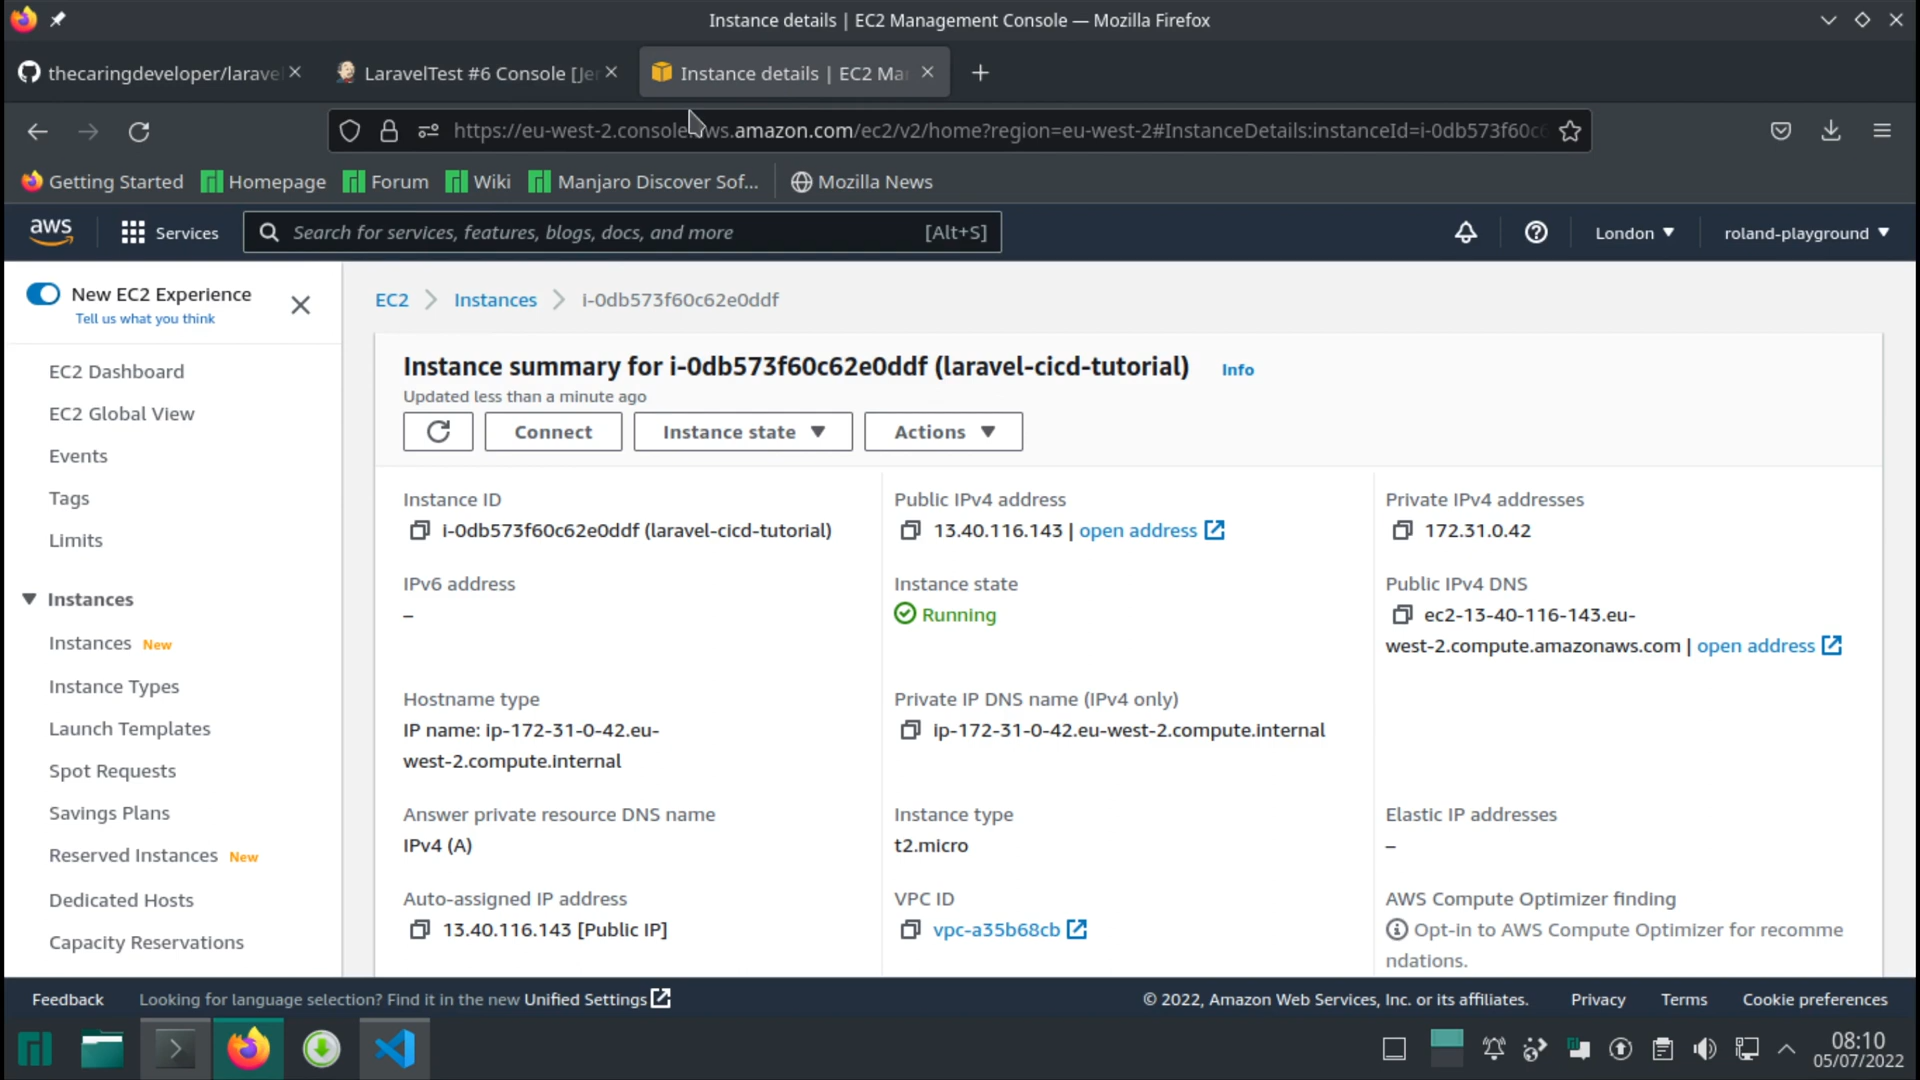 Instance details | EC2 Management Console — Mozilla Firefox
thecaringdeveloper/larave
LaravelTest #6 Console [Jen
Instance details | EC2 Ma
https://eu-west-2.console.aws.amazon.com/ec2/v2/home?region=eu-west-2#InstanceDetails:instanceId=i-0db573f60c6
Getting Started
Homepage
Forum
Wiki
Manjaro Discover Sof...
Mozilla News
aws
Services
Search for services, features, blogs, docs, and more
[Alt+S]
London
roland-playground
New EC2 Experience
Tell us what you think
EC2 Dashboard
EC2 Global View
Events
Tags
Limits
Instances
Instances New
Instance Types
Launch Templates
Spot Requests
Savings Plans
Reserved Instances New
Dedicated Hosts
Capacity Reservations
EC2
Instances
i-0db573f60c62e0ddf
Instance summary for i-0db573f60c62e0ddf (laravel-cicd-tutorial)
Info
Updated less than a minute ago
Connect
Instance state
Actions
Instance ID
i-0db573f60c62e0ddf (laravel-cicd-tutorial)
Public IPv4 address
13.40.116.143 | open address
Private IPv4 addresses
172.31.0.42
IPv6 address
–
Instance state
Running
Public IPv4 DNS
ec2-13-40-116-143.eu-
west-2.compute.amazonaws.com | open address
Hostname type
IP name: ip-172-31-0-42.eu-
west-2.compute.internal
Private IP DNS name (IPv4 only)
ip-172-31-0-42.eu-west-2.compute.internal
Answer private resource DNS name
IPv4 (A)
Instance type
t2.micro
Elastic IP addresses
–
Auto-assigned IP address
13.40.116.143 [Public IP]
VPC ID
vpc-a35b68cb
AWS Compute Optimizer finding
Opt-in to AWS Compute Optimizer for recomme
ndations.
Feedback
Looking for language selection? Find it in the new Unified Settings
© 2022, Amazon Web Services, Inc. or its affiliates.
Privacy
Terms
Cookie preferences
08:10
05/07/2022